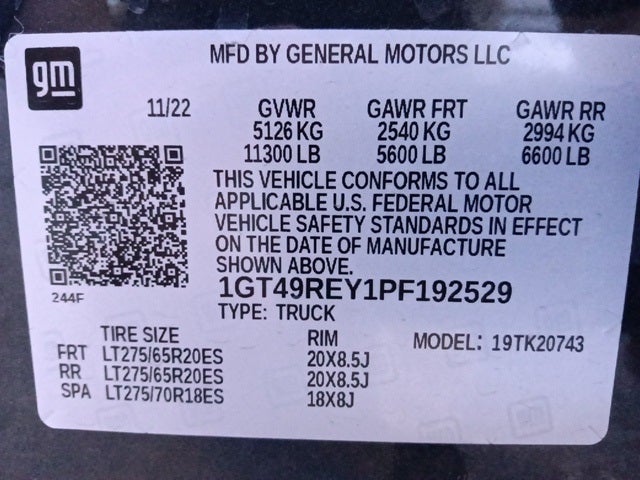 gm
MFD BY GENERAL MOTORS LLC
11/22 GVWR GAWR FRT GAWR RR
5126 KG 2540 KG 2994 KG
11300 LB 5600 LB 6600 LB
THIS VEHICLE CONFORMS TO ALL
APPLICABLE U.S. FEDERAL MOTOR
VEHICLE SAFETY STANDARDS IN EFFECT
ON THE DATE OF MANUFACTURE
SHOWN ABOVE.
244F
1GT49REY1PF192529
TYPE: TRUCK
TIRE SIZE RIM MODEL: 19TK20743
FRT LT275/65R20ES 20X8.5J
RR LT275/65R20ES 20X8.5J
SPA LT275/70R18ES 18X8J